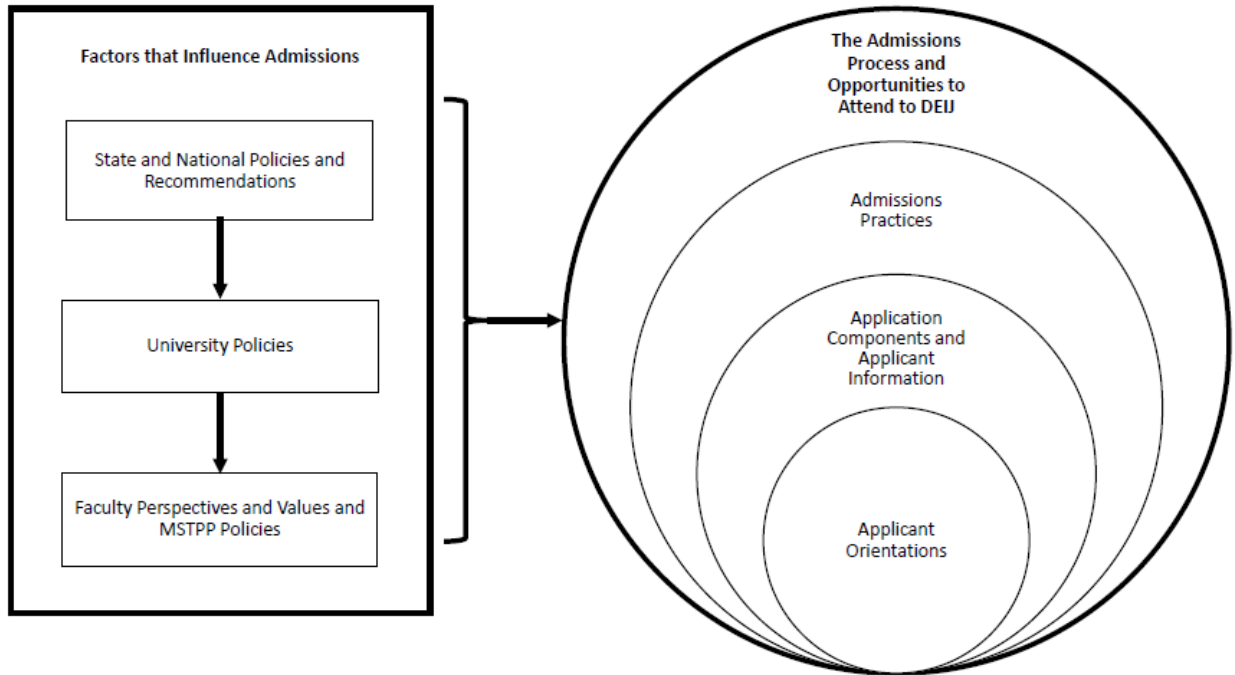 Factors that Influence Admissions
State and National Policies and
Recommendations
University Policies
Faculty Perspectives and Values and
MSTPP Policies
The Admissions
Process and
Opportunities to
Attend to DEIJ
Admissions
Practices
Application
Components and
Applicant
Information
Applicant
Orientations